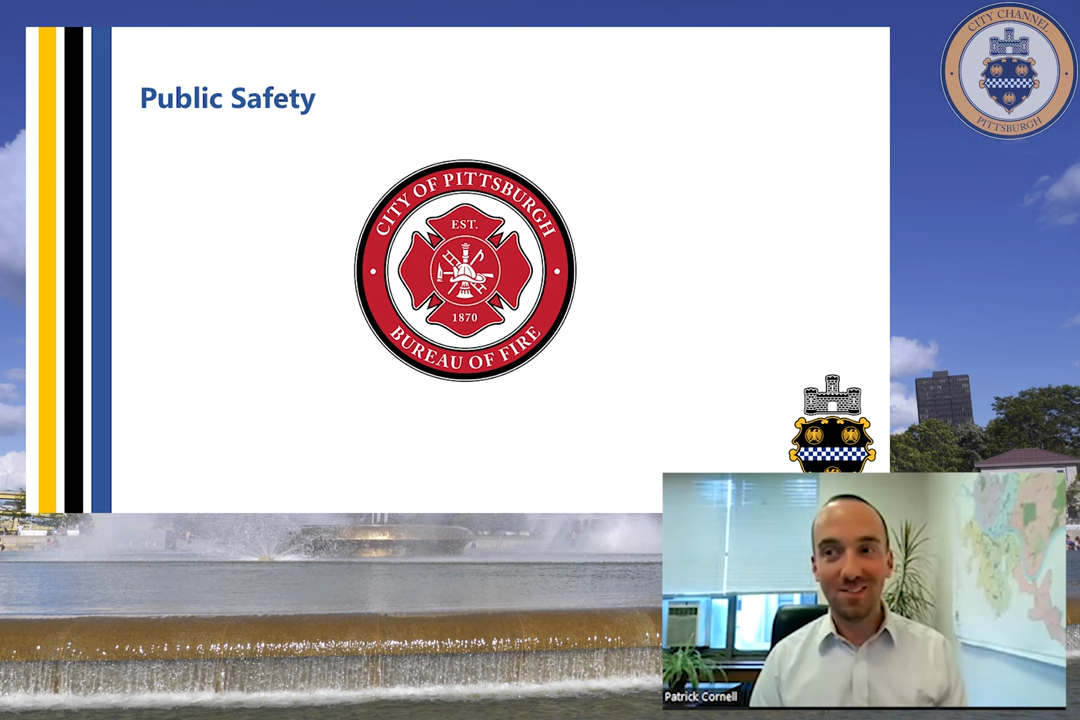 Public Safety
CITY OF PITTSBURGH
EST.
1870
BUREAU OF FIRE
CITY CHANNEL
PITTSBURGH
Patrick Cornell